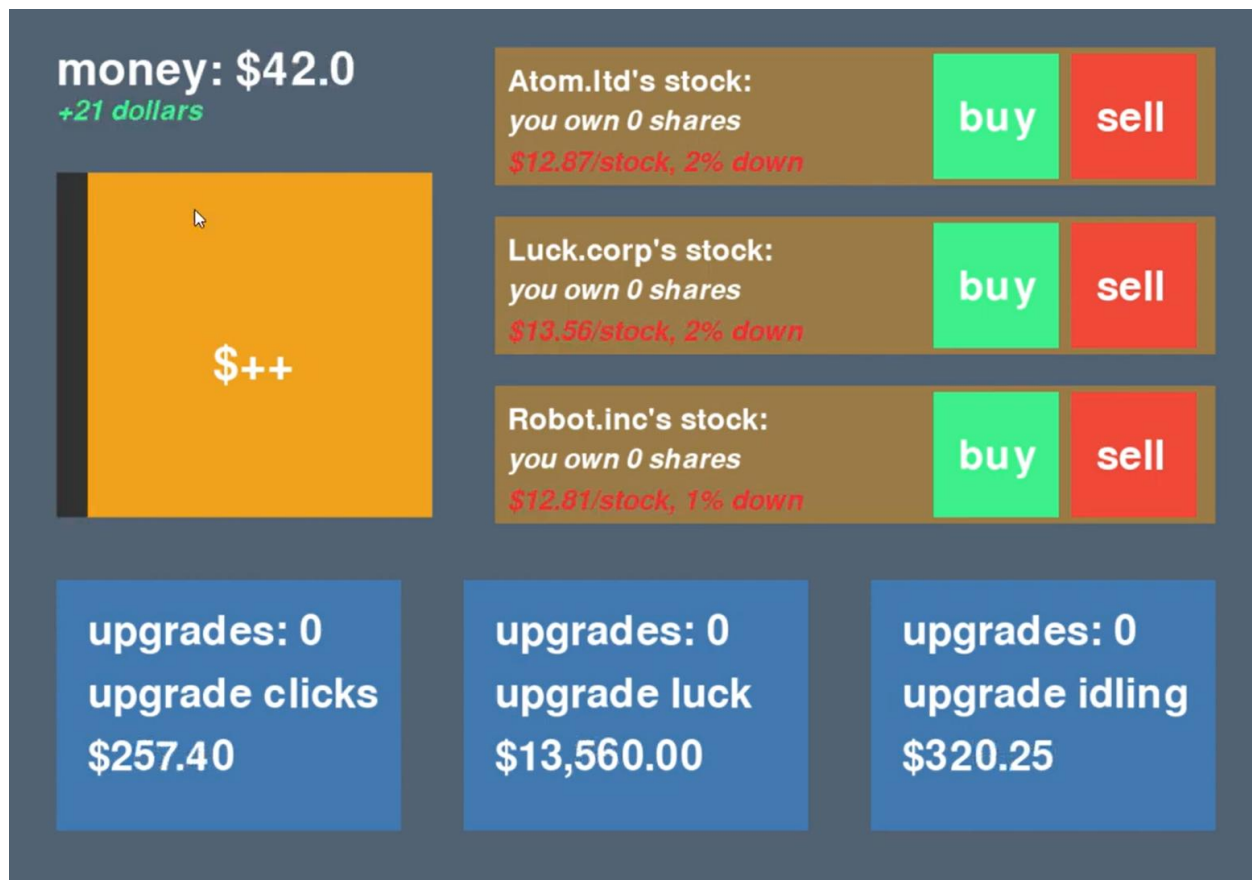 money: $42.0
+21 dollars
$++
Atom.ltd's stock:
you own 0 shares
$12.87/stock, 2% down
buy
sell
Luck.corp's stock:
you own 0 shares
$13.56/stock, 2% down
buy
sell
Robot.inc's stock:
you own 0 shares
$12.81/stock, 1% down
buy
sell
upgrades: 0
upgrade clicks
$257.40
upgrades: 0
upgrade luck
$13,560.00
upgrades: 0
upgrade idling
$320.25